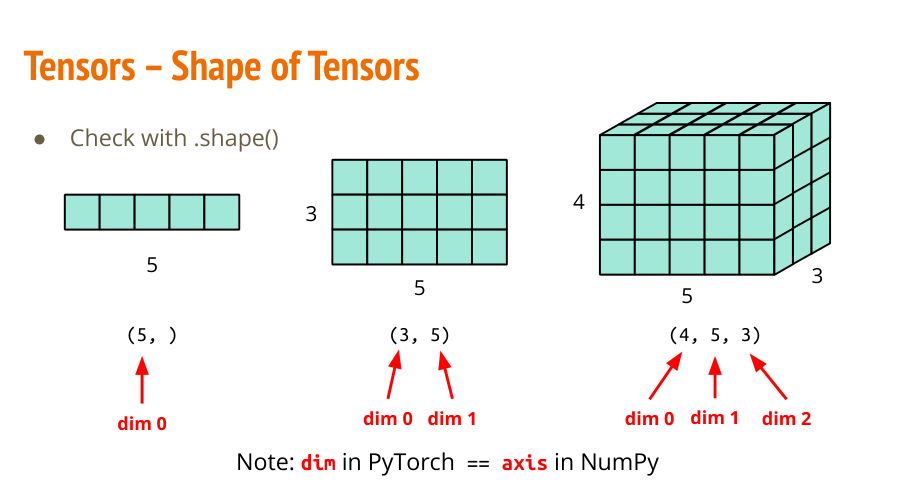 Tensors – Shape of Tensors
● Check with .shape()
5
(5, )
dim 0
3
5
(3, 5)
dim 0 dim 1
4
5
3
(4, 5, 3)
dim 0 dim 1 dim 2
Note: dim in PyTorch == axis in NumPy